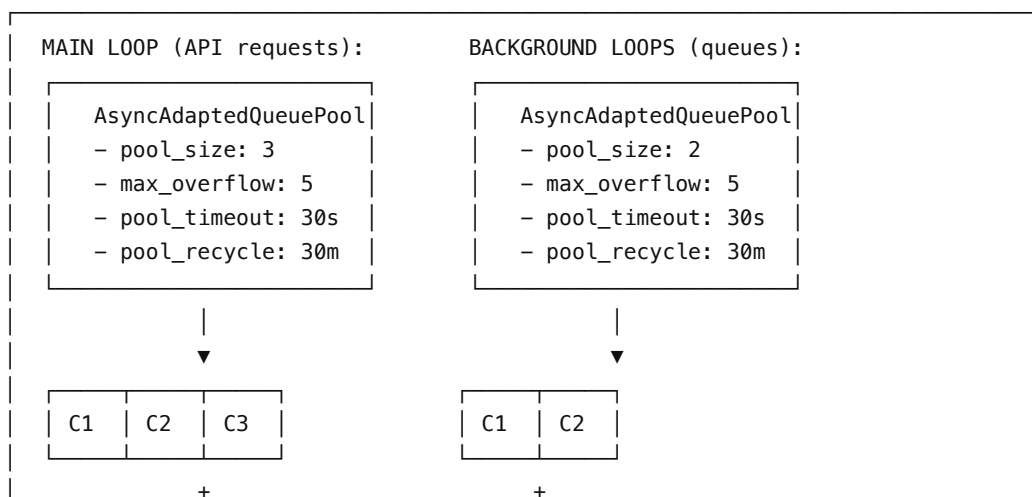 MAIN LOOP (API requests): BACKGROUND LOOPS (queues):
AsyncAdaptedQueuePool AsyncAdaptedQueuePool
– pool_size: 3 – pool_size: 2
– max_overflow: 5 – max_overflow: 5
– pool_timeout: 30s – pool_timeout: 30s
– pool_recycle: 30m – pool_recycle: 30m
C1 C2 C3 C1 C2
+ +